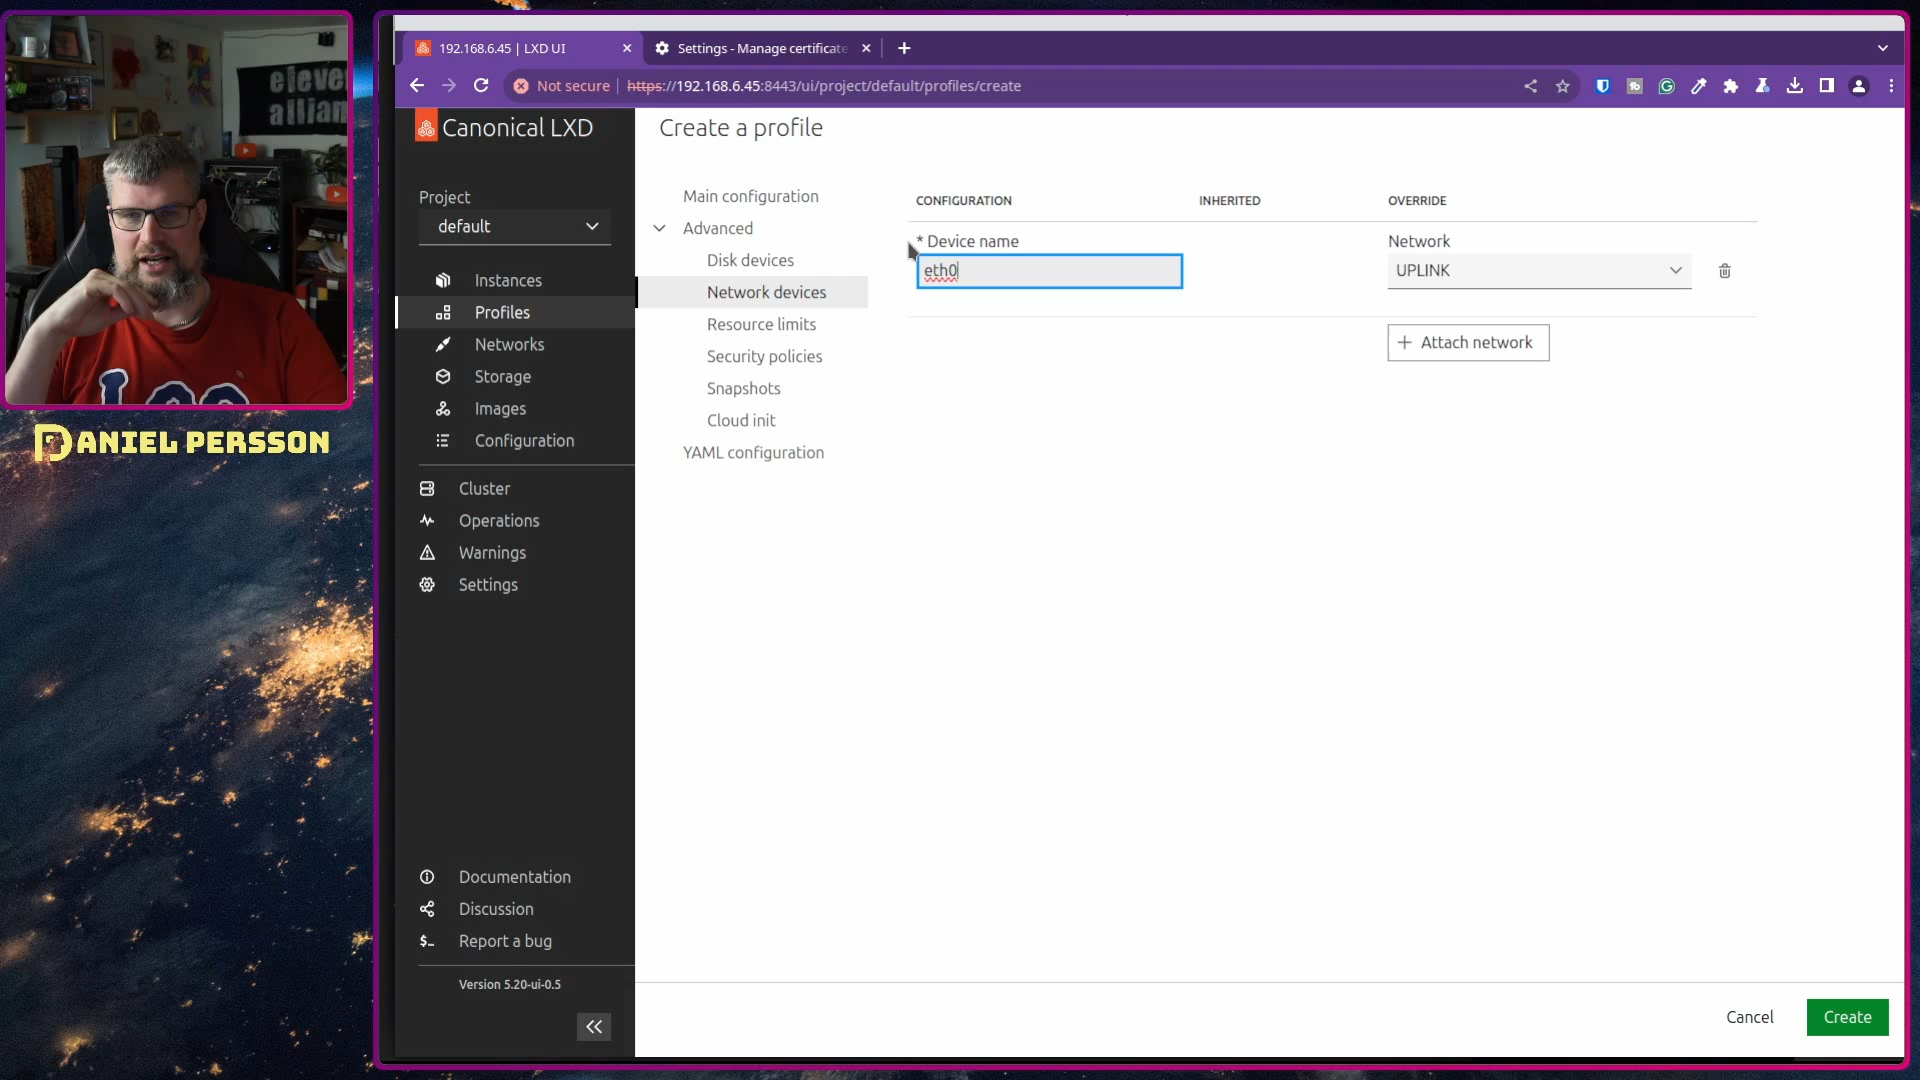 192.168.6.45 | LXD UI
Settings - Manage certificate
Not secure
https://192.168.6.45:8443/ui/project/default/profiles/create
Canonical LXD
Create a profile
Project
default
Instances
Profiles
Networks
Storage
Images
Configuration
Cluster
Operations
Warnings
Settings
Documentation
Discussion
Report a bug
Version 5.20-ui-0.5
Main configuration
Advanced
Disk devices
Network devices
Resource limits
Security policies
Snapshots
Cloud init
YAML configuration
CONFIGURATION
INHERITED
OVERRIDE
* Device name
eth0
Network
UPLINK
Attach network
Cancel
Create
DANIEL PERSSON